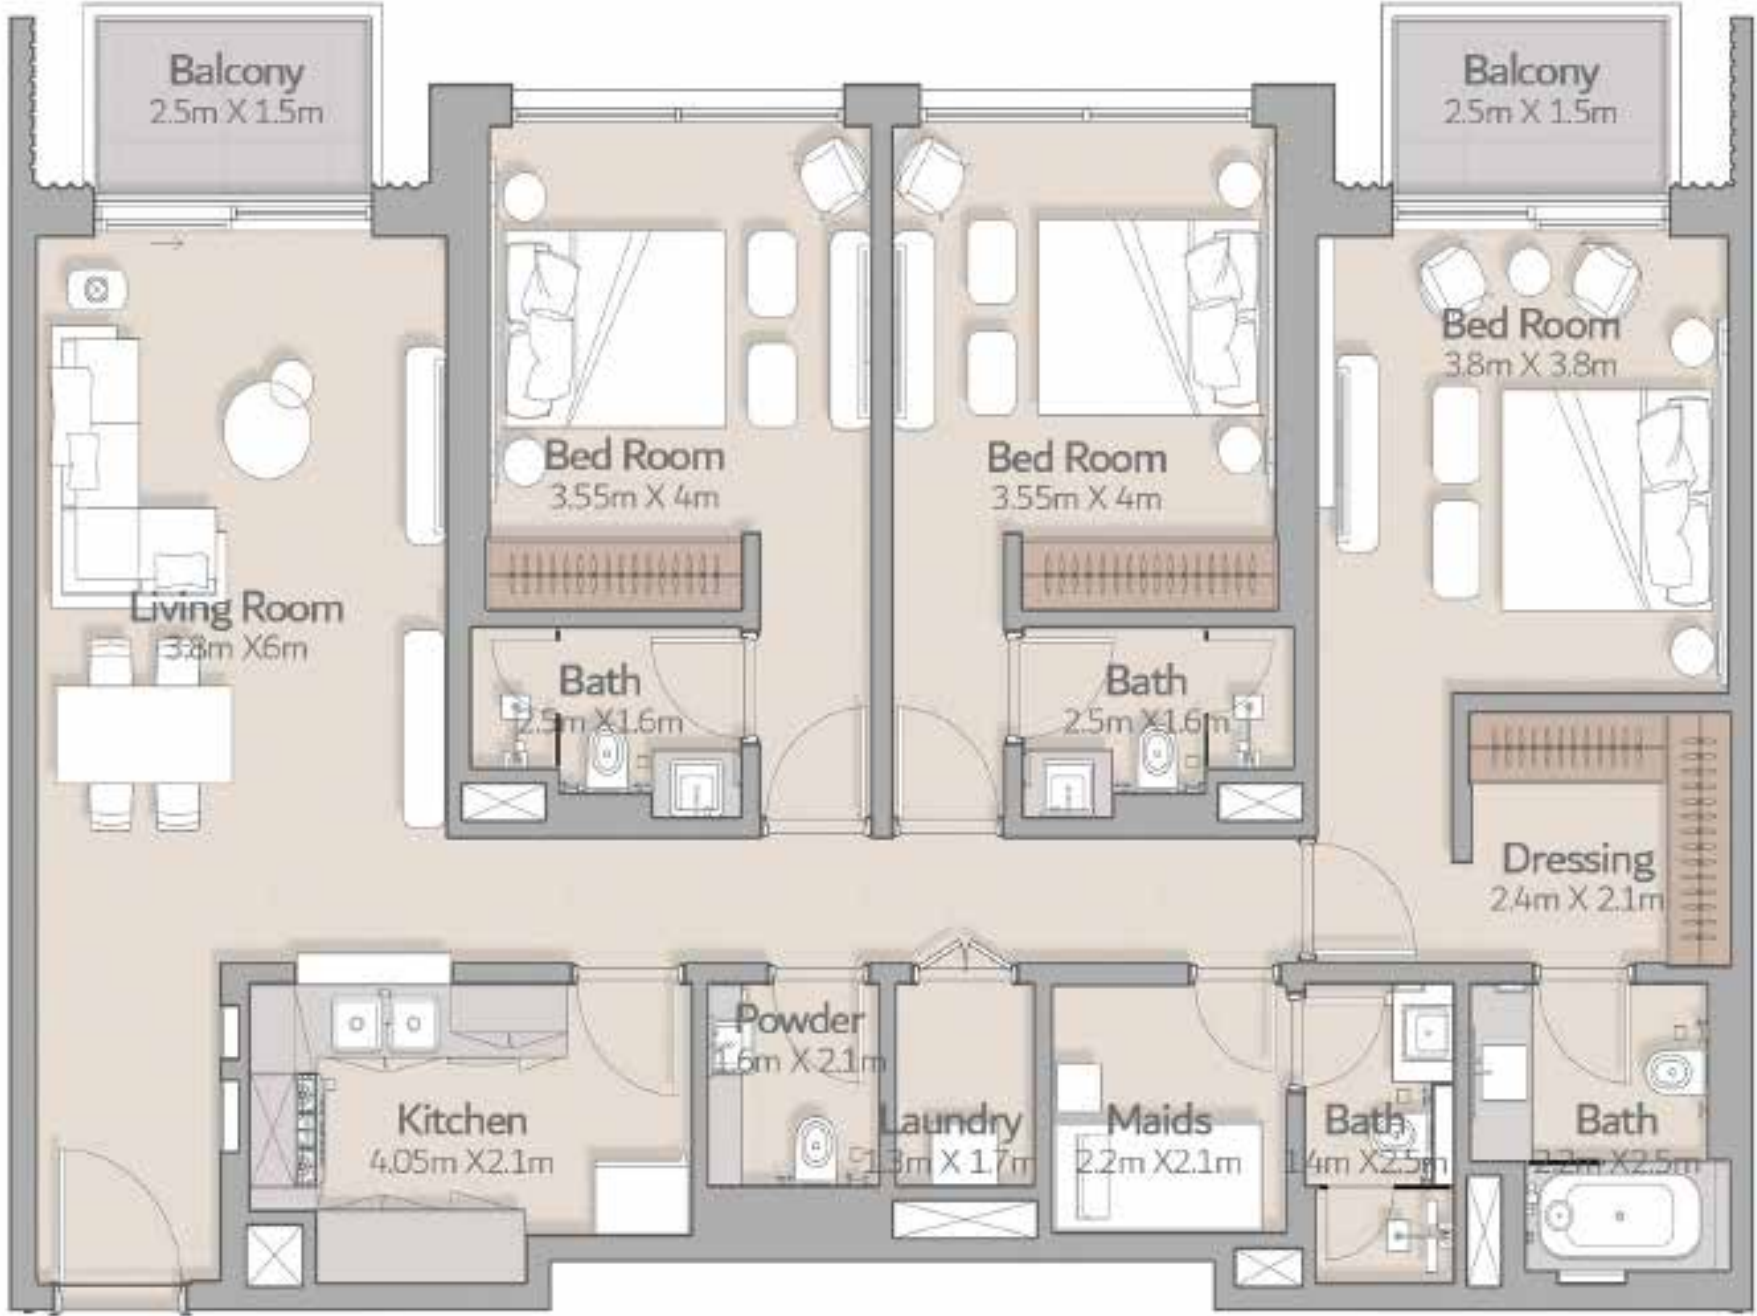 Balcony
2.5m X 1.5m
Balcony
2.5m X 1.5m
Bed Room
3.8m X 3.8m
Bed Room
3.55m X 4m
Bed Room
3.55m X 4m
Living Room
3.8m X6m
Bath
2.5m X1.6m
Bath
2.5m X1.6m
Dressing
2.4m X 2.1m
Powder
1.6m X2.1m
Kitchen
4.05m X2.1m
Laundry
1.3m X 1.7m
Maids
2.2m X2.1m
Bath
1.4m X2.5m
Bath
2.2m X2.5m